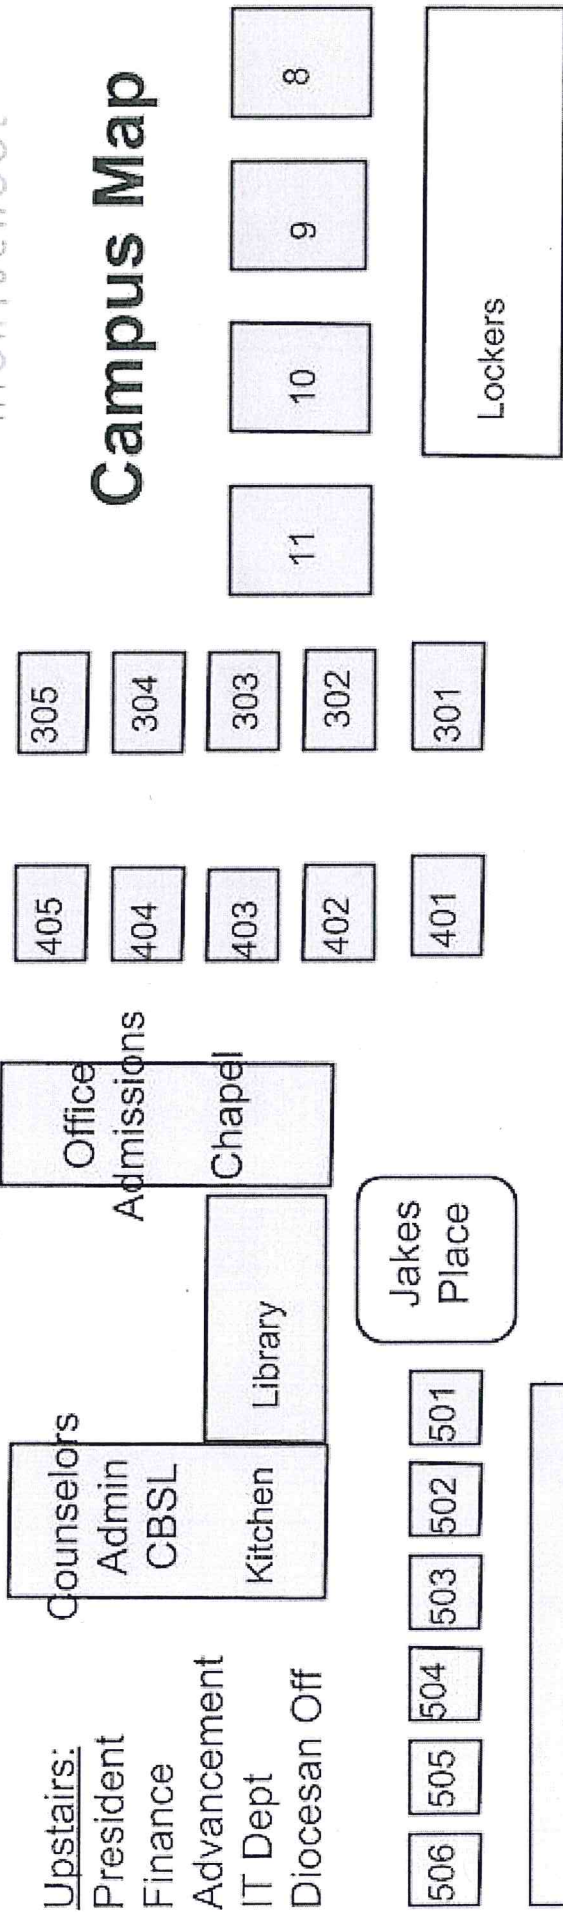 Campus Map
Upstairs:
President
Finance
Advancement
IT Dept
Diocesan Off
Counselors
Admin
CBSL
Kitchen
Library
Office
Admissions
Chapel
405
404
403
402
401
305
304
303
302
301
11
10
9
8
Lockers
Jakes
Place
506
505
504
503
502
501